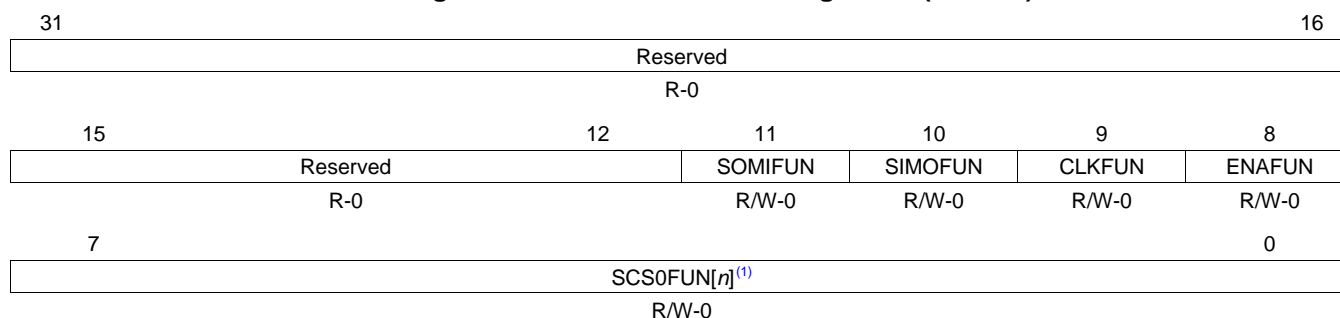 31 16
Reserved
R-0
15 12 11 10 9 8
Reserved SOMIFUN SIMOFUN CLKFUN ENAFUN
R-0 R/W-0 R/W-0 R/W-0 R/W-0
7 0
SCS0FUN[n](1)
R/W-0